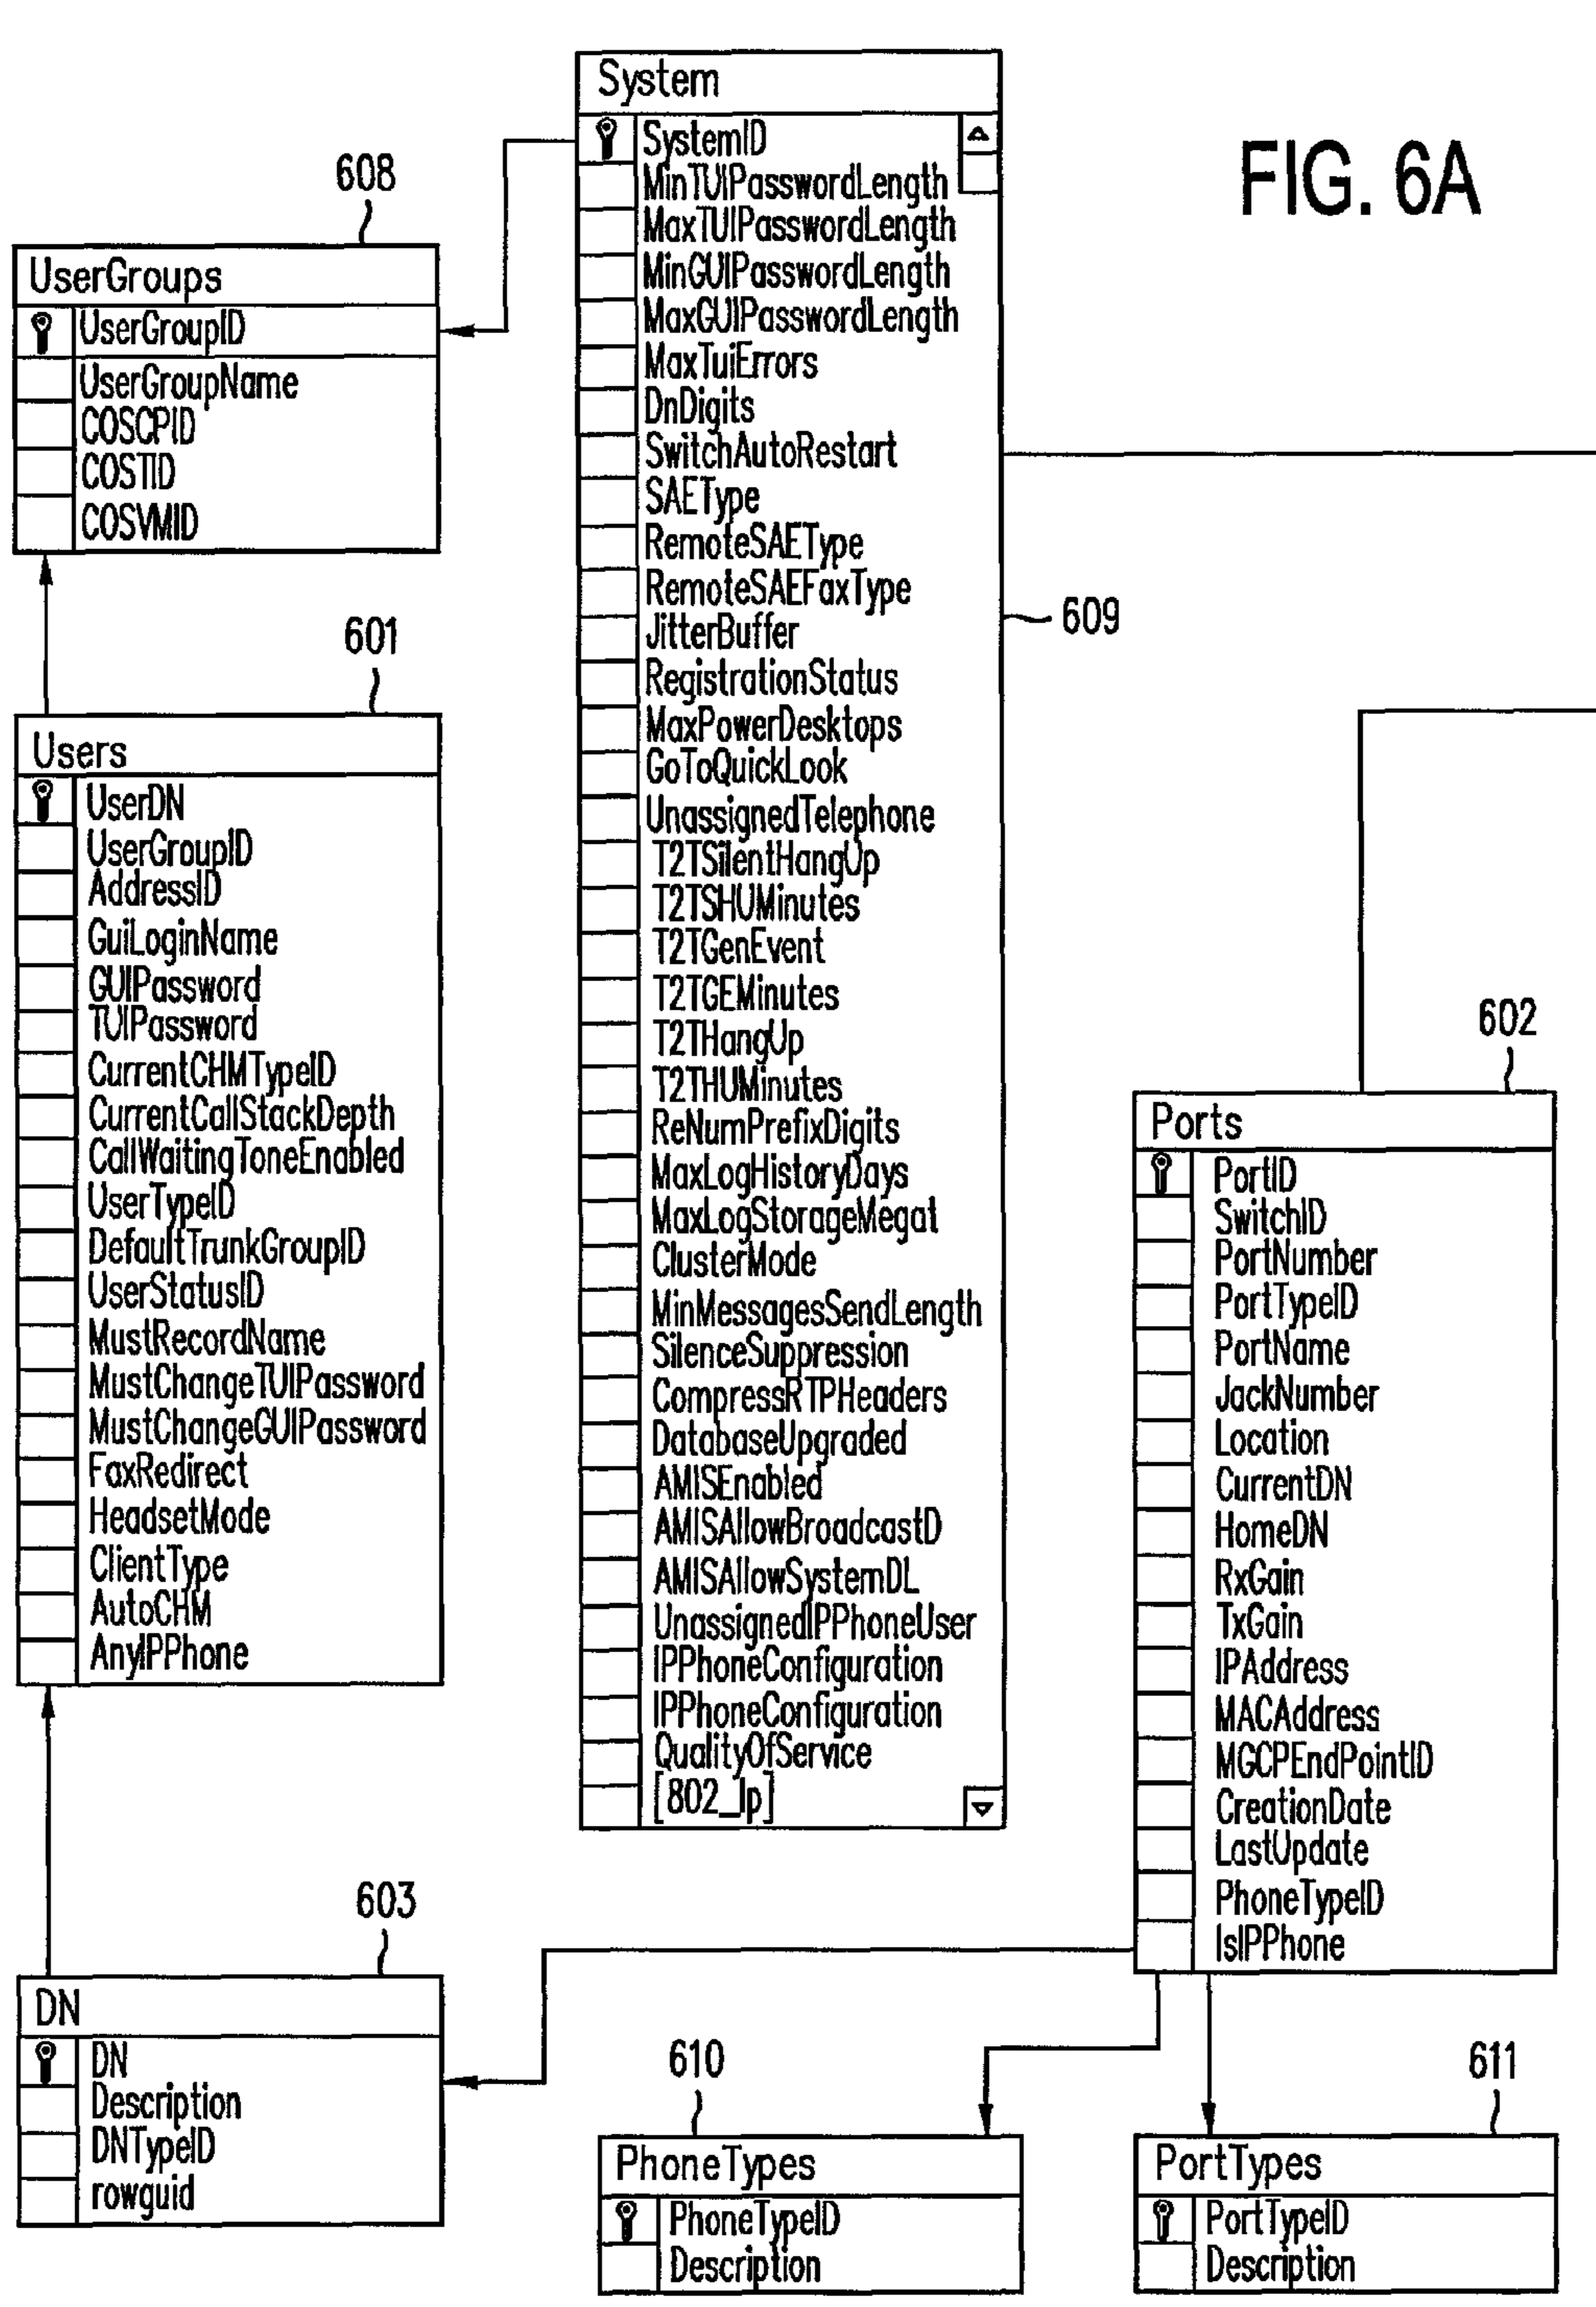 FIG. 6A
608
UserGroups
UserGroupID
UserGroupName
COSCPID
COSTID
COSVMID
601
Users
UserDN
UserGroupID
AddressID
GuiLoginName
GUIPassword
TUIPassword
CurrentCHMTypeID
CurrentCallStackDepth
CallWaitingToneEnabled
UserTypeID
DefaultTrunkGroupID
UserStatusID
MustRecordName
MustChangeTUIPassword
MustChangeGUIPassword
FaxRedirect
HeadsetMode
ClientType
AutoCHM
AnyIPPhone
603
DN
DN
Description
DNTypeID
rowguid
System
SystemID
MinTUIPasswordLength
MaxTUIPasswordLength
MinGUIPasswordLength
MaxGUIPasswordLength
MaxTuiErrors
DnDigits
SwitchAutoRestart
SAEType
RemoteSAEType
RemoteSAEFaxType
JitterBuffer
RegistrationStatus
MaxPowerDesktops
GoToQuickLook
UnassignedTelephone
T2TSilentHangUp
T2TSHUMinutes
T2TGenEvent
T2TGEMinutes
T2THangUp
T2THUMinutes
ReNumPrefixDigits
MaxLogHistoryDays
MaxLogStorageMegat
ClusterMode
MinMessagesSendLength
SilenceSuppression
CompressRTPHeaders
DatabaseUpgraded
AMISEnabled
AMISAllowBroadcastD
AMISAllowSystemDL
UnassignedIPPhoneUser
IPPhoneConfiguration
IPPhoneConfiguration
QualityOfService
[802_lp]
609
602
Ports
PortID
SwitchID
PortNumber
PortTypeID
PortName
JackNumber
Location
CurrentDN
HomeDN
RxGain
TxGain
IPAddress
MACAddress
MGCPEndPointID
CreationDate
LastUpdate
PhoneTypeID
IsIPPhone
610
PhoneTypes
PhoneTypeID
Description
611
PortTypes
PortTypeID
Description